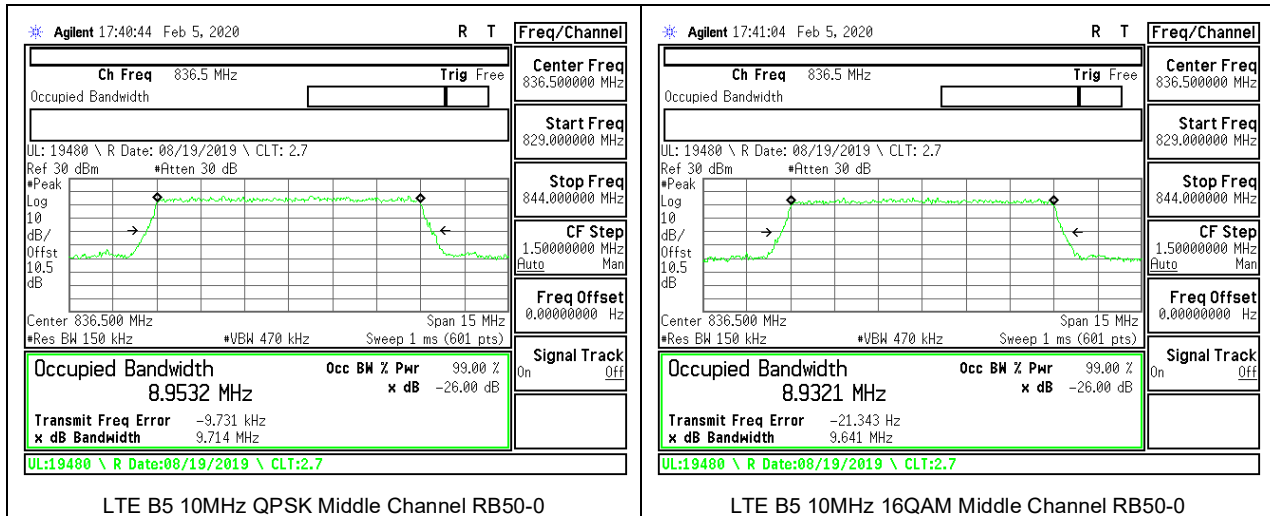 Agilent 17:40:44 Feb 5, 2020 R T
Freq/Channel
Ch Freq 836.5 MHz Trig Free
Occupied Bandwidth
Center Freq
836.500000 MHz
Start Freq
829.000000 MHz
Stop Freq
844.000000 MHz
CF Step
1.50000000 MHz
Auto Man
Freq Offset
0.00000000 Hz
Signal Track
On Off
UL: 19480 \ R Date: 08/19/2019 \ CLT: 2.7
Ref 30 dBm #Atten 30 dB
#Peak
Log
10
dB/
Offst
10.5
dB
Center 836.500 MHz Span 15 MHz
#Res BW 150 kHz #VBW 470 kHz Sweep 1 ms (601 pts)
Occupied Bandwidth Occ BW % Pwr 99.00 %
8.9532 MHz x dB -26.00 dB
Transmit Freq Error -9.731 kHz
x dB Bandwidth 9.714 MHz
UL:19480 \ R Date:08/19/2019 \ CLT:2.7
LTE B5 10MHz QPSK Middle Channel RB50-0
Agilent 17:41:04 Feb 5, 2020 R T
Freq/Channel
Ch Freq 836.5 MHz Trig Free
Occupied Bandwidth
Center Freq
836.500000 MHz
Start Freq
829.000000 MHz
Stop Freq
844.000000 MHz
CF Step
1.50000000 MHz
Auto Man
Freq Offset
0.00000000 Hz
Signal Track
On Off
UL: 19480 \ R Date: 08/19/2019 \ CLT: 2.7
Ref 30 dBm #Atten 30 dB
#Peak
Log
10
dB/
Offst
10.5
dB
Center 836.500 MHz Span 15 MHz
#Res BW 150 kHz #VBW 470 kHz Sweep 1 ms (601 pts)
Occupied Bandwidth Occ BW % Pwr 99.00 %
8.9321 MHz x dB -26.00 dB
Transmit Freq Error -21.343 Hz
x dB Bandwidth 9.641 MHz
UL:19480 \ R Date:08/19/2019 \ CLT:2.7
LTE B5 10MHz 16QAM Middle Channel RB50-0